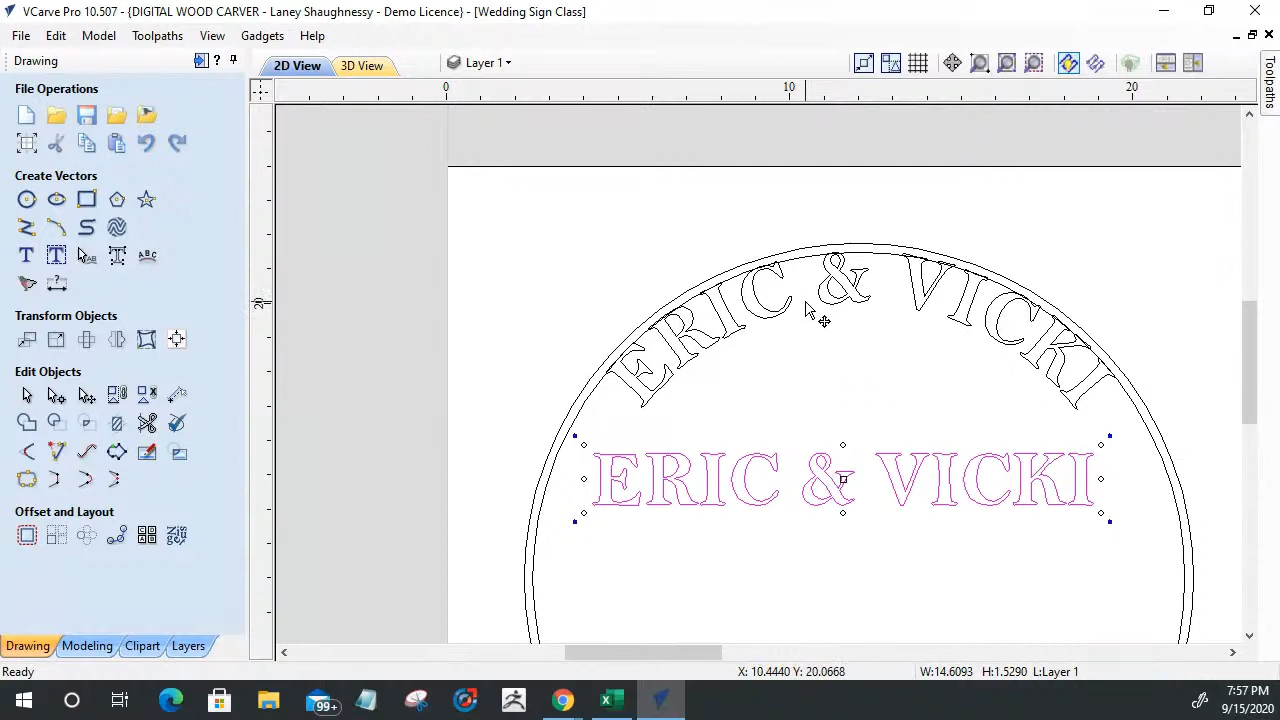 VCarve Pro 10.507 - {DIGITAL WOOD CARVER - Laney Shaughnessy - Demo Licence} - [Wedding Sign Class]
File Edit Model Toolpaths View Gadgets Help
Drawing
2D View 3D View Layer 1
Toolpaths
File Operations
0 10 20
Create Vectors
20
Transform Objects
Edit Objects
Offset and Layout
ERIC & VICKI
ERIC & VICKI
Drawing Modeling Clipart Layers
Ready X: 10.4440 Y: 20.0668 W:14.6093 H:1.5290 L:Layer 1
99+
7:57 PM
9/15/2020